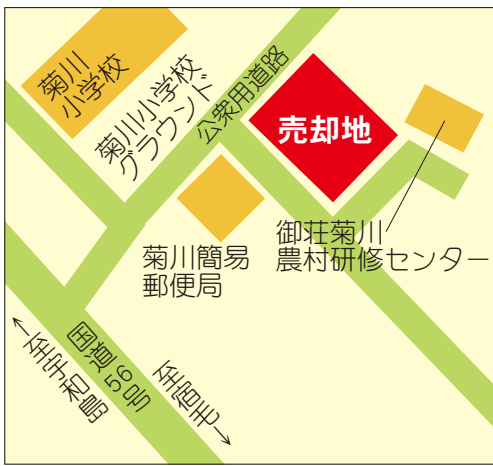 菊川
小学校
菊川小学校
グラウンド
公衆用道路
売却地
御荘菊川
農村研修センター
菊川簡易
郵便局
国道56号
←至宇和島
至宿毛→